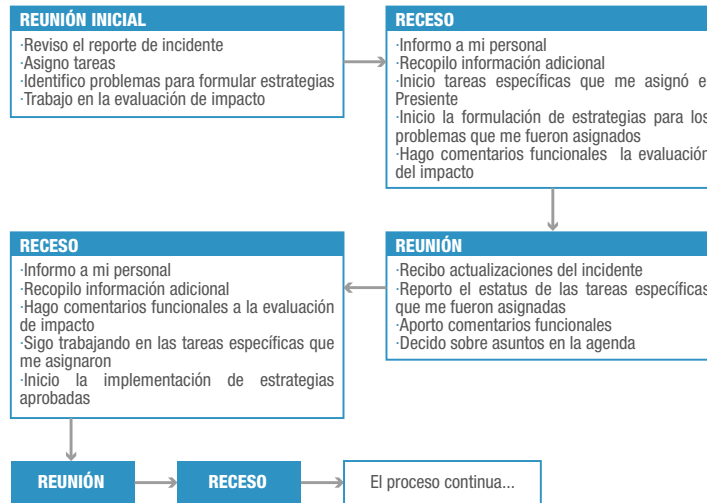 REUNIÓN INICIAL
·Reviso el reporte de incidente
·Asigno tareas
·Identifico problemas para formular estrategias
·Trabajo en la evaluación de impacto
RECESO
·Informo a mi personal
·Recopilo información adicional
·Inicio tareas específicas que me asignó e
Presiente
·Inicio la formulación de estrategias para los
problemas que me fueron asignados
·Hago comentarios funcionales la evaluación
del impacto
RECESO
·Informo a mi personal
·Recopilo información adicional
·Hago comentarios funcionales a la evaluación
de impacto
·Sigo trabajando en las tareas específicas que
me asignaron
·Inicio la implementación de estrategias
aprobadas
REUNIÓN
·Recibo actualizaciones del incidente
·Reporto el estatus de las tareas específicas
que me fueron asignadas
·Aporto comentarios funcionales
·Decido sobre asuntos en la agenda
REUNIÓN
RECESO
El proceso continua...